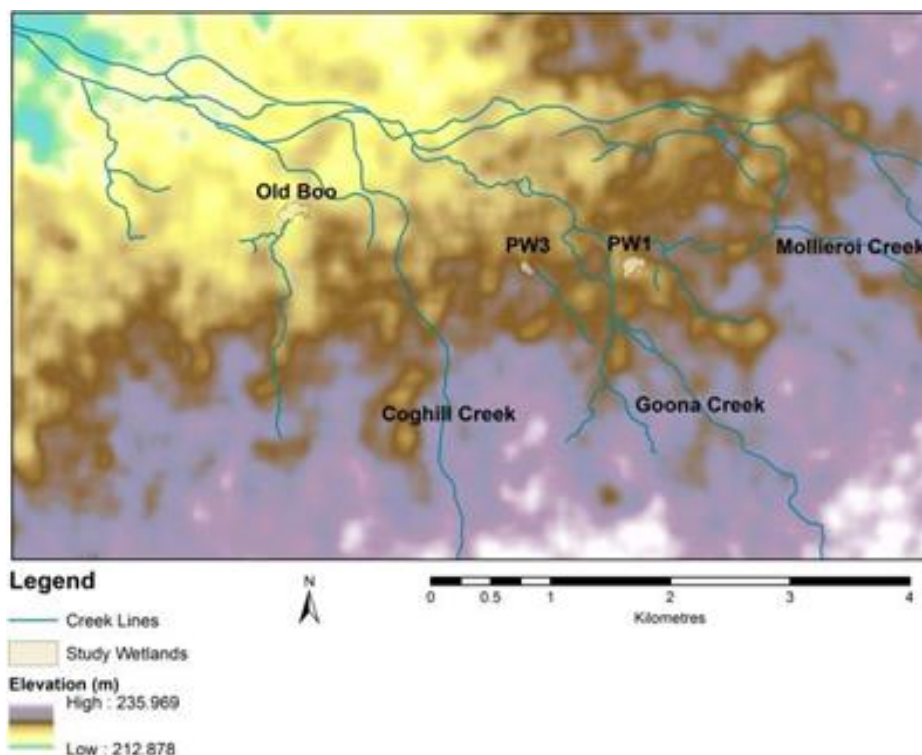 Old Boo
PW3
PW1
Mollieroi Creek
Coghill Creek
Goona Creek
Legend
Creek Lines
Study Wetlands
Elevation (m)
High : 235.969
Low : 212.878
N
0 0.5 1 2 3 4
Kilometres